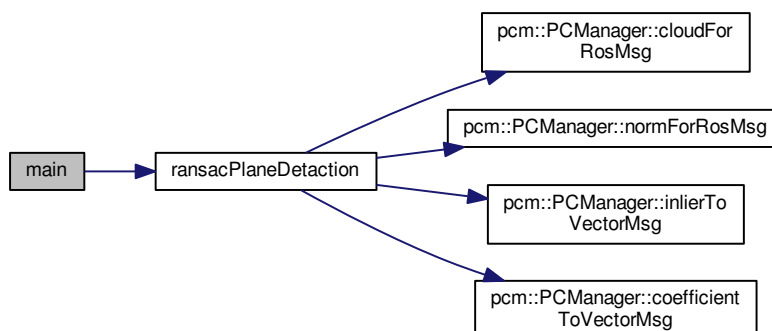 main
ransacPlaneDetaction
pcm::PCManager::cloudFor
RosMsg
pcm::PCManager::normForRosMsg
pcm::PCManager::inlierTo
VectorMsg
pcm::PCManager::coefficient
ToVectorMsg